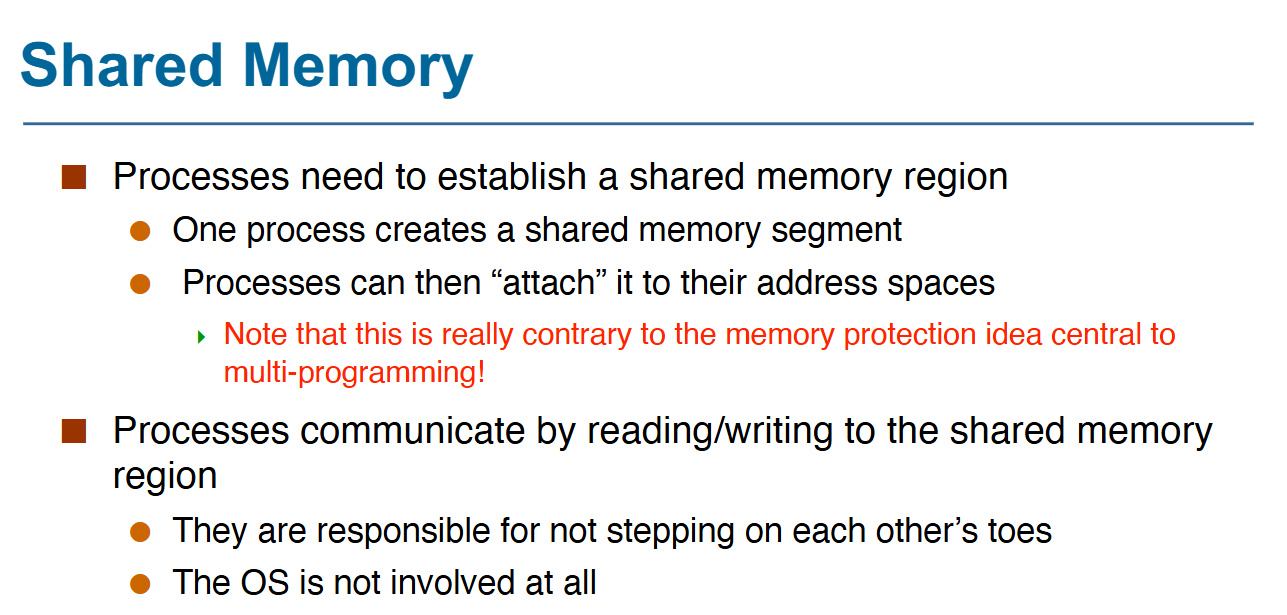 Shared Memory
Processes need to establish a shared memory region
One process creates a shared memory segment
Processes can then “attach” it to their address spaces
Note that this is really contrary to the memory protection idea central to
multi-programming!
Processes communicate by reading/writing to the shared memory
region
They are responsible for not stepping on each other’s toes
The OS is not involved at all